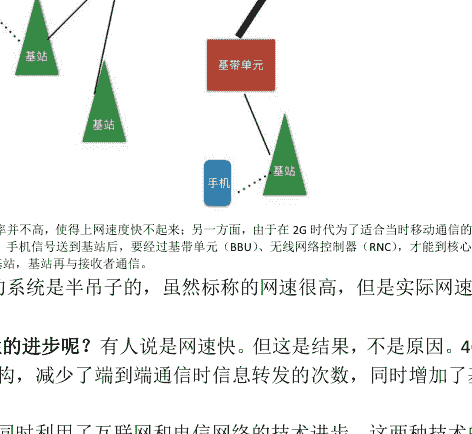 基站
基带单元
基站
手机
基站
率并不高，使得上网速度快不起来；另一方面，由于在 2G 时代为了适合当时移动通信的
手机信号送到基站后，要经过基带单元（BBU）、无线网络控制器（RNC），才能到核心
基站，基站再与接收者通信。
的系统是半吊子的，虽然标称的网速很高，但是实际网速
的进步呢？有人说是网速快。但这是结果，不是原因。4
构，减少了端到端通信时信息转发的次数，同时增加了
同时利用了互联网和电信网络的技术进步，这两种技术